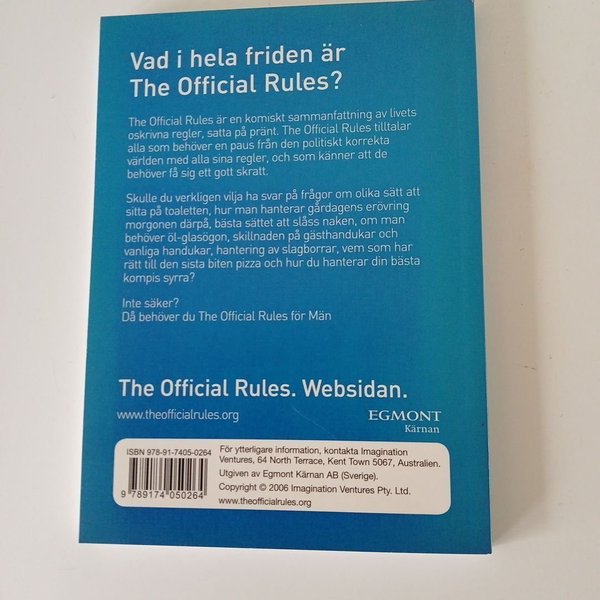 Vad i hela friden är
The Official Rules?
The Official Rules är en komiskt sammanfattning av livets
oskrivna regler, satta på pränt. The Official Rules tilltalar
alla som behöver en paus från den politiskt korrekta
världen med alla sina regler, och som känner att de
behöver få sig ett gott skratt.
Skulle du verkligen vilja ha svar på frågor om olika sätt att
sitta på toaletten, hur man hanterar gårdagens erövring
morgonen därpå, bästa sättet att slåss naken, om man
behöver öl-glasögon, skillnaden på gästhandukar och
vanliga handukar, hantering av slagborrar, vem som har
rätt till den sista biten pizza och hur du hanterar din bästa
kompis syrra?
Inte säker?
Då behöver du The Official Rules för Män
The Official Rules. Websidan.
www.theofficialrules.org
EGMONT
Kärnan
ISBN 978-91-7405-0264
9 789174 050264
För ytterligare information, kontakta Imagination
Ventures, 64 North Terrace, Kent Town 5067, Australien.
Utgiven av Egmont Kärnan AB (Sverige).
Copyright © 2006 Imagination Ventures Pty. Ltd.
www.theofficialrules.org